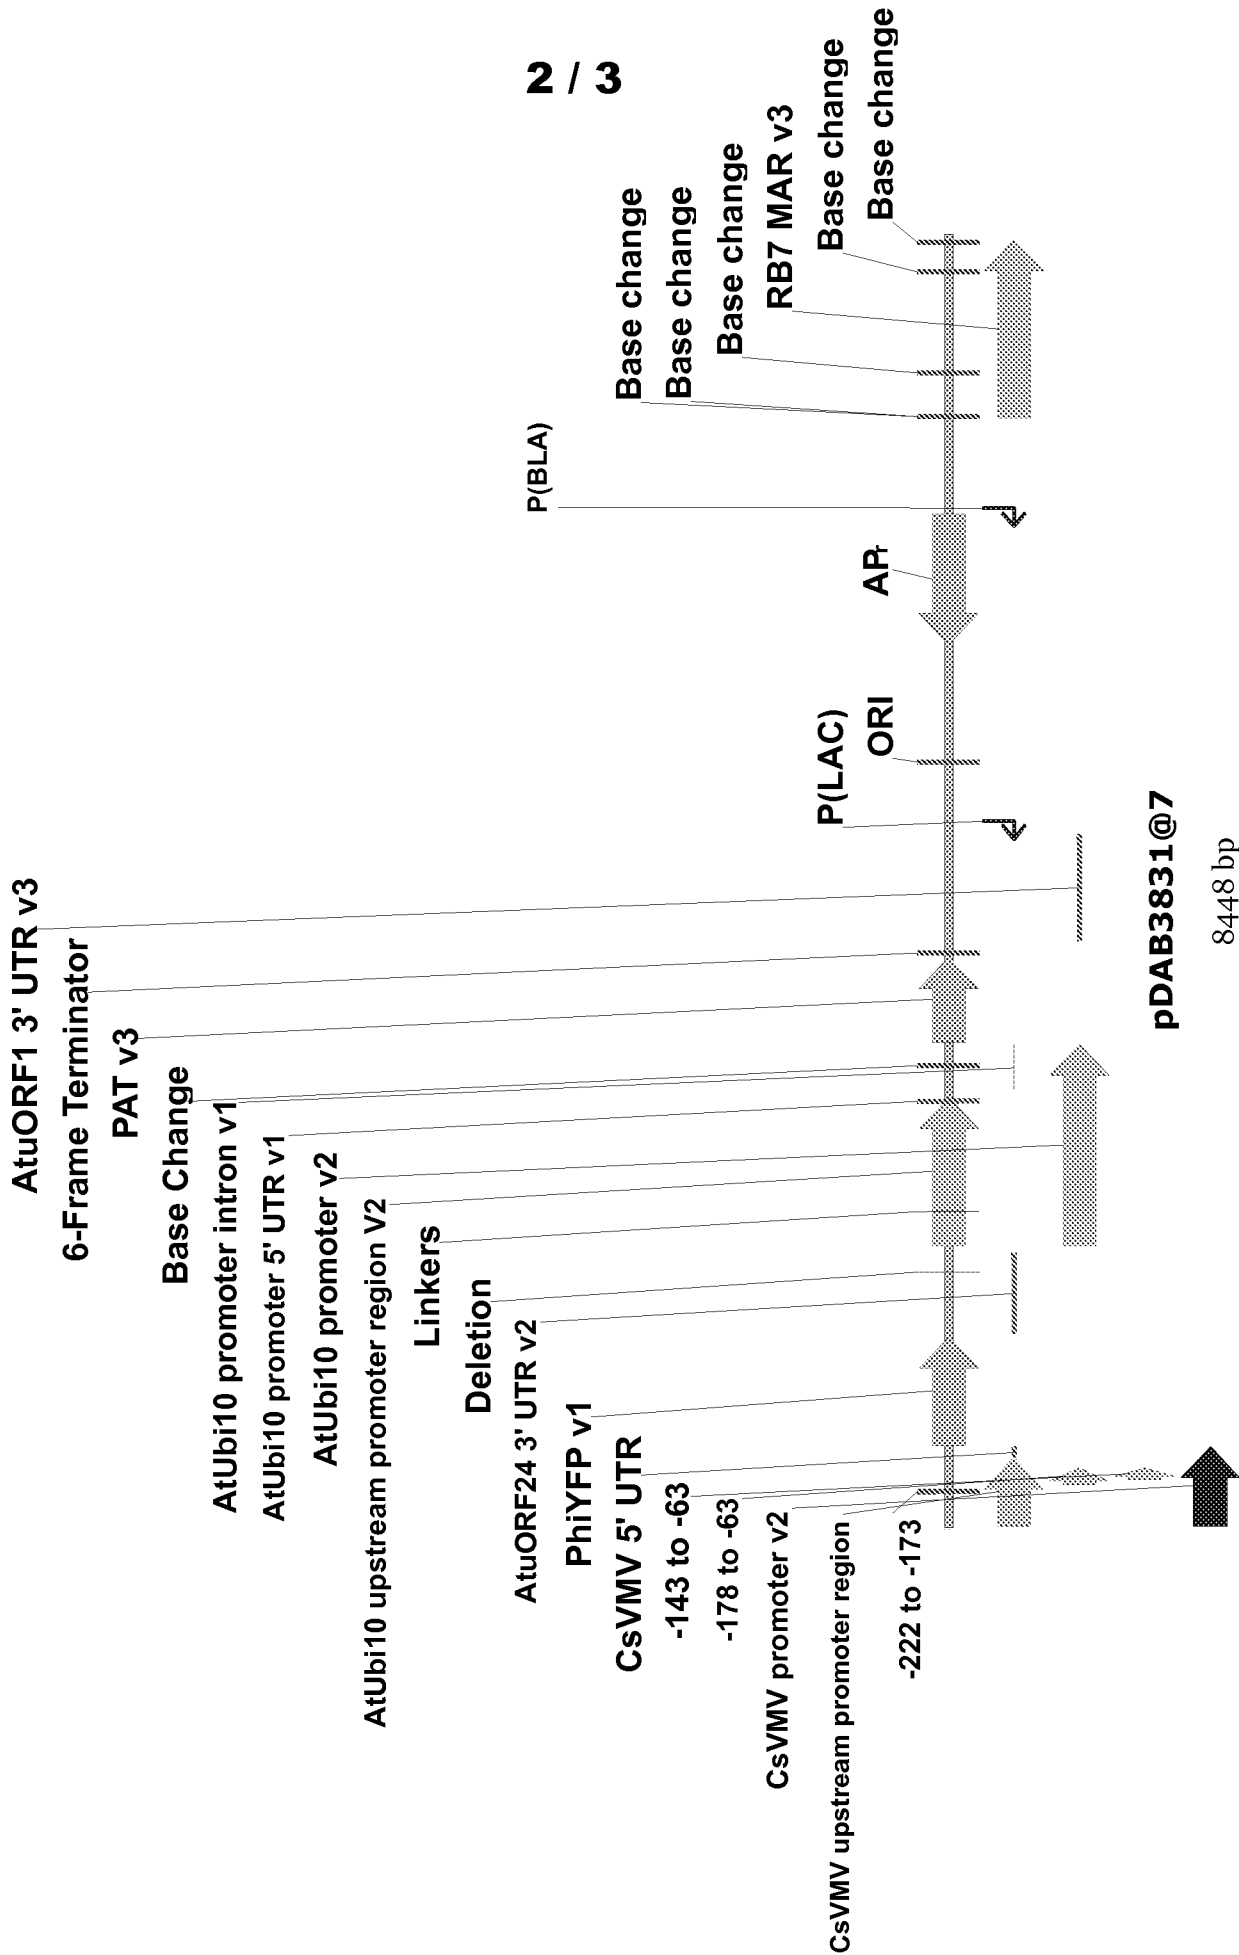 2 / 3
AtuORF1 3' UTR v3
6-Frame Terminator
PAT v3
Base Change
AtUbi10 promoter intron v1
AtUbi10 promoter 5' UTR v1
AtUbi10 promoter v2
AtUbi10 upstream promoter region V2
Linkers
Deletion
AtuORF24 3' UTR v2
PhiYFP v1
CsVMV 5' UTR
-143 to -63
-178 to -63
CsVMV promoter v2
CsVMV upstream promoter region
-222 to -173
P(LAC)
ORI
APr
P(BLA)
Base change
Base change
Base change
RB7 MAR v3
Base change
Base change
pDAB3831@7
8448 bp